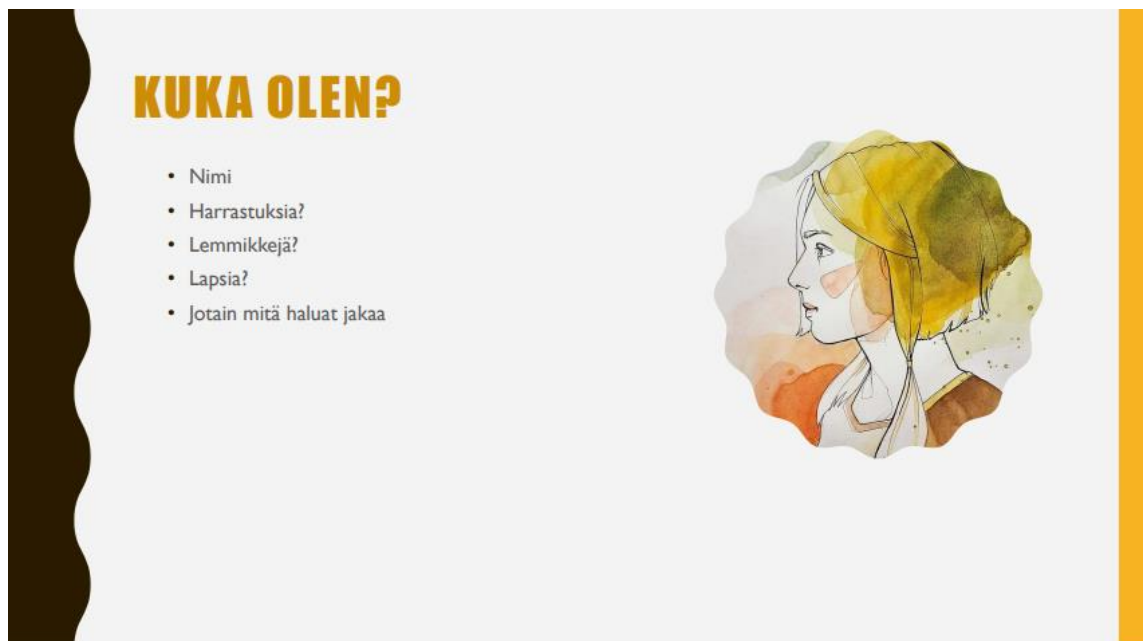 KUKA OLEN?
• Nimi
• Harrastuksia?
• Lemmikkejä?
• Lapsia?
• Jotain mitä haluat jakaa